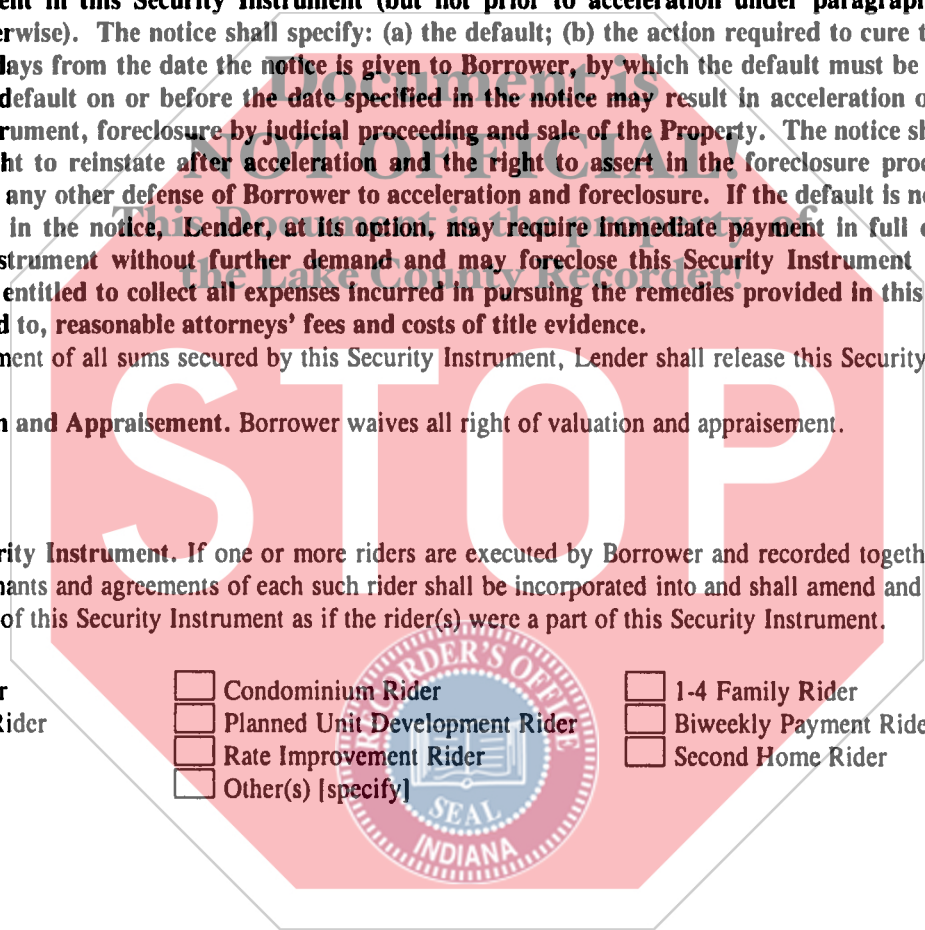 ent in this Security Instrument (but not prior to acceleration under paragrap
erwise). The notice shall specify: (a) the default; (b) the action required to cure t
lays from the date the notice is given to Borrower, by which the default must be
default on or before the date specified in the notice may result in acceleration o
rument, foreclosure by judicial proceeding and sale of the Property. The notice sh
ht to reinstate after acceleration and the right to assert in the foreclosure proc
any other defense of Borrower to acceleration and foreclosure. If the default is no
in the notice, Lender, at its option, may require immediate payment in full o
strument without further demand and may foreclose this Security Instrument
entitled to collect all expenses incurred in pursuing the remedies provided in this
d to, reasonable attorneys' fees and costs of title evidence.
ment of all sums secured by this Security Instrument, Lender shall release this Security
n and Appraisement. Borrower waives all right of valuation and appraisement.
rity Instrument. If one or more riders are executed by Borrower and recorded togeth
nants and agreements of each such rider shall be incorporated into and shall amend and
of this Security Instrument as if the rider(s) were a part of this Security Instrument.
r Condominium Rider 1-4 Family Rider
Rider Planned Unit Development Rider Biweekly Payment Ride
Rate Improvement Rider Second Home Rider
Other(s) [specify]
Document is
NOT OFFICIAL!
This Document is the property of
the Lake County Recorder!
STOP
RECORDER'S OFFICE
SEAL
INDIANA